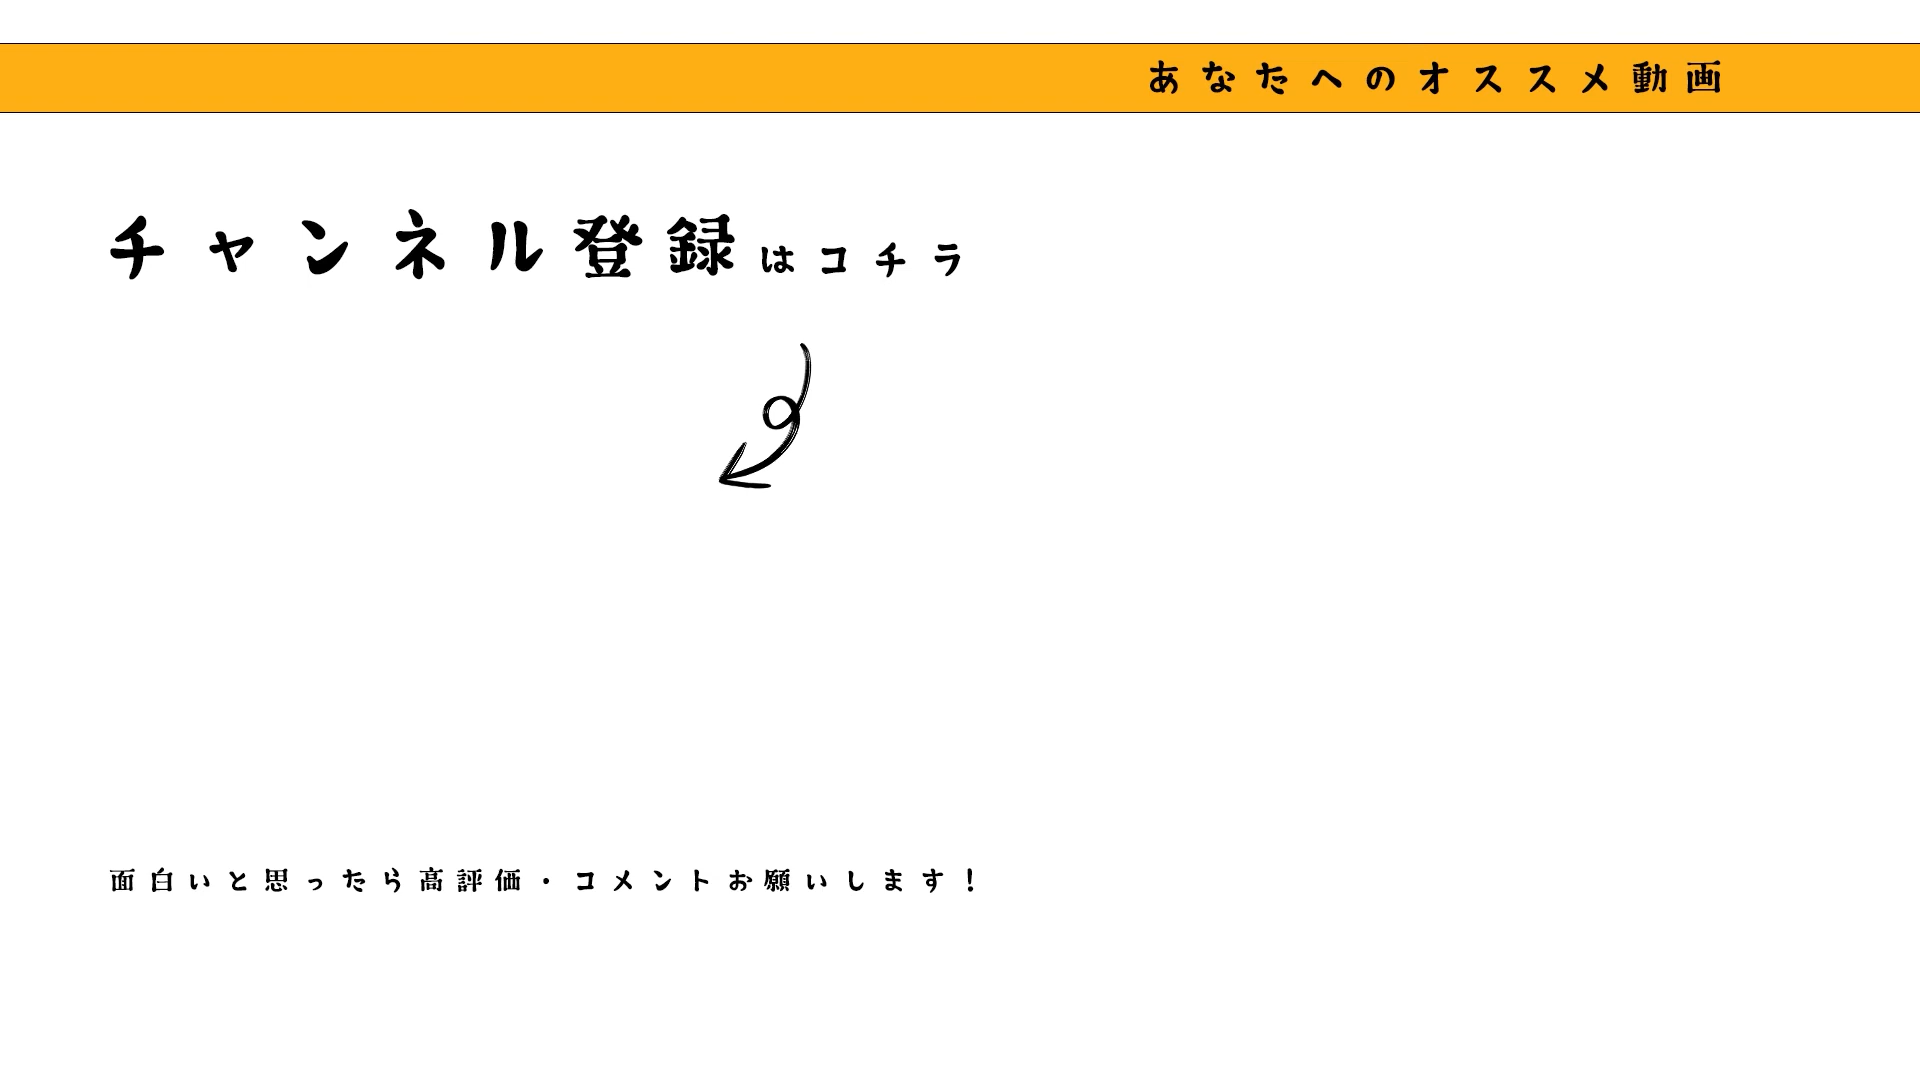 あなたへのオススメ動画
チャンネル登録はコチラ
面白いと思ったら高評価・コメントお願いします！